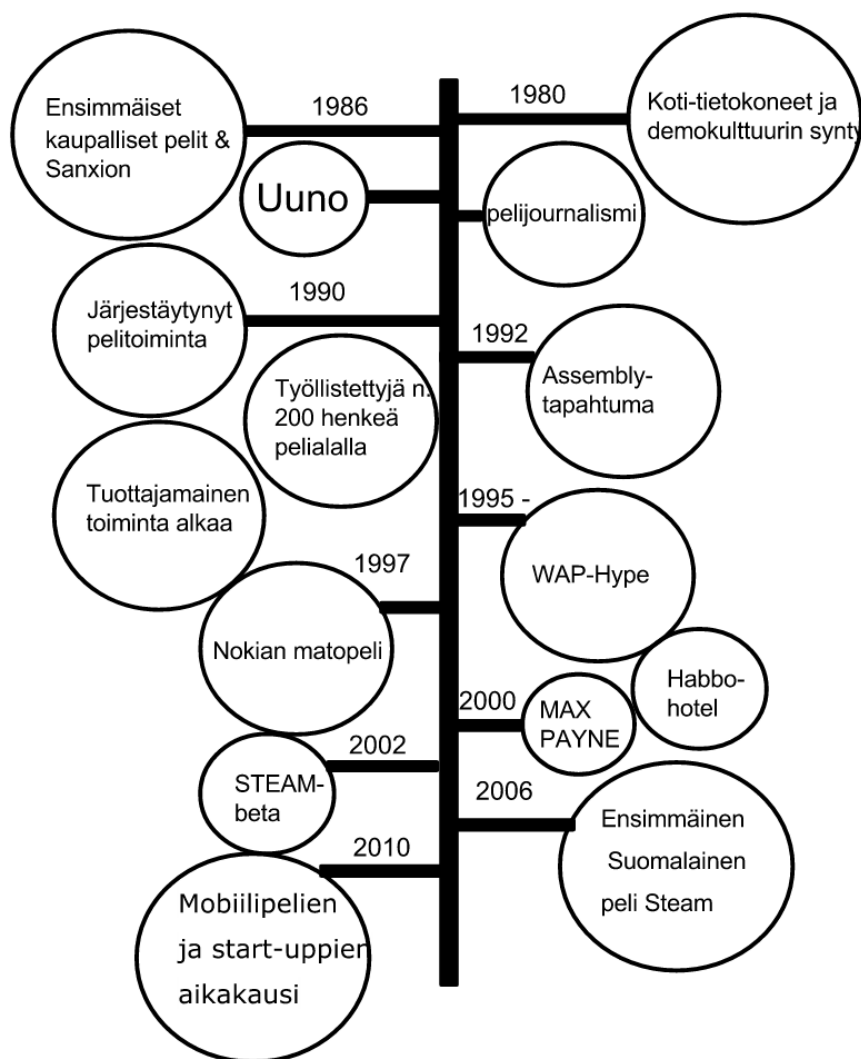 1980
Koti-tietokoneet ja
demokulttuurin synty
1986
Ensimmäiset
kaupalliset pelit &
Sanxion
Uuno
pelijournalismi
1990
Järjestäytynyt
pelitoiminta
1992
Assembly-
tapahtuma
Työllistettyjä n.
200 henkeä
pelialalla
Tuottajamainen
toiminta alkaa
1995 -
WAP-Hype
1997
Nokian matopeli
Habbo-
hotel
2000
MAX
PAYNE
2002
STEAM-
beta
2006
Ensimmäinen
Suomalainen
peli Steam
2010
Mobiilipelien
ja start-uppien
aikakausi